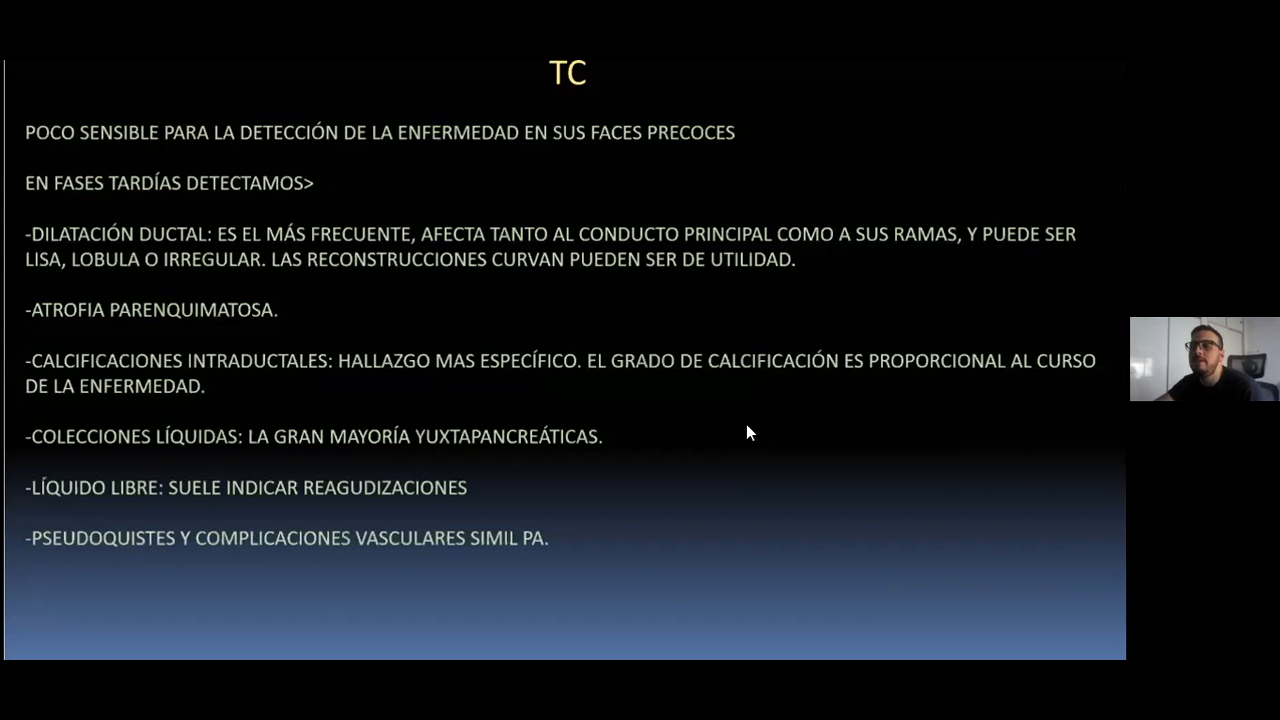 TC
POCO SENSIBLE PARA LA DETECCIÓN DE LA ENFERMEDAD EN SUS FACES PRECOCES
EN FASES TARDÍAS DETECTAMOS>
-DILATACIÓN DUCTAL: ES EL MÁS FRECUENTE, AFECTA TANTO AL CONDUCTO PRINCIPAL COMO A SUS RAMAS, Y PUEDE SER
LISA, LOBULA O IRREGULAR. LAS RECONSTRUCCIONES CURVAN PUEDEN SER DE UTILIDAD.
-ATROFIA PARENQUIMATOSA.
-CALCIFICACIONES INTRADUCTALES: HALLAZGO MAS ESPECÍFICO. EL GRADO DE CALCIFICACIÓN ES PROPORCIONAL AL CURSO
DE LA ENFERMEDAD.
-COLECCIONES LÍQUIDAS: LA GRAN MAYORÍA YUXTAPANCREÁTICAS.
-LÍQUIDO LIBRE: SUELE INDICAR REAGUDIZACIONES
-PSEUDOQUISTES Y COMPLICACIONES VASCULARES SIMIL PA.